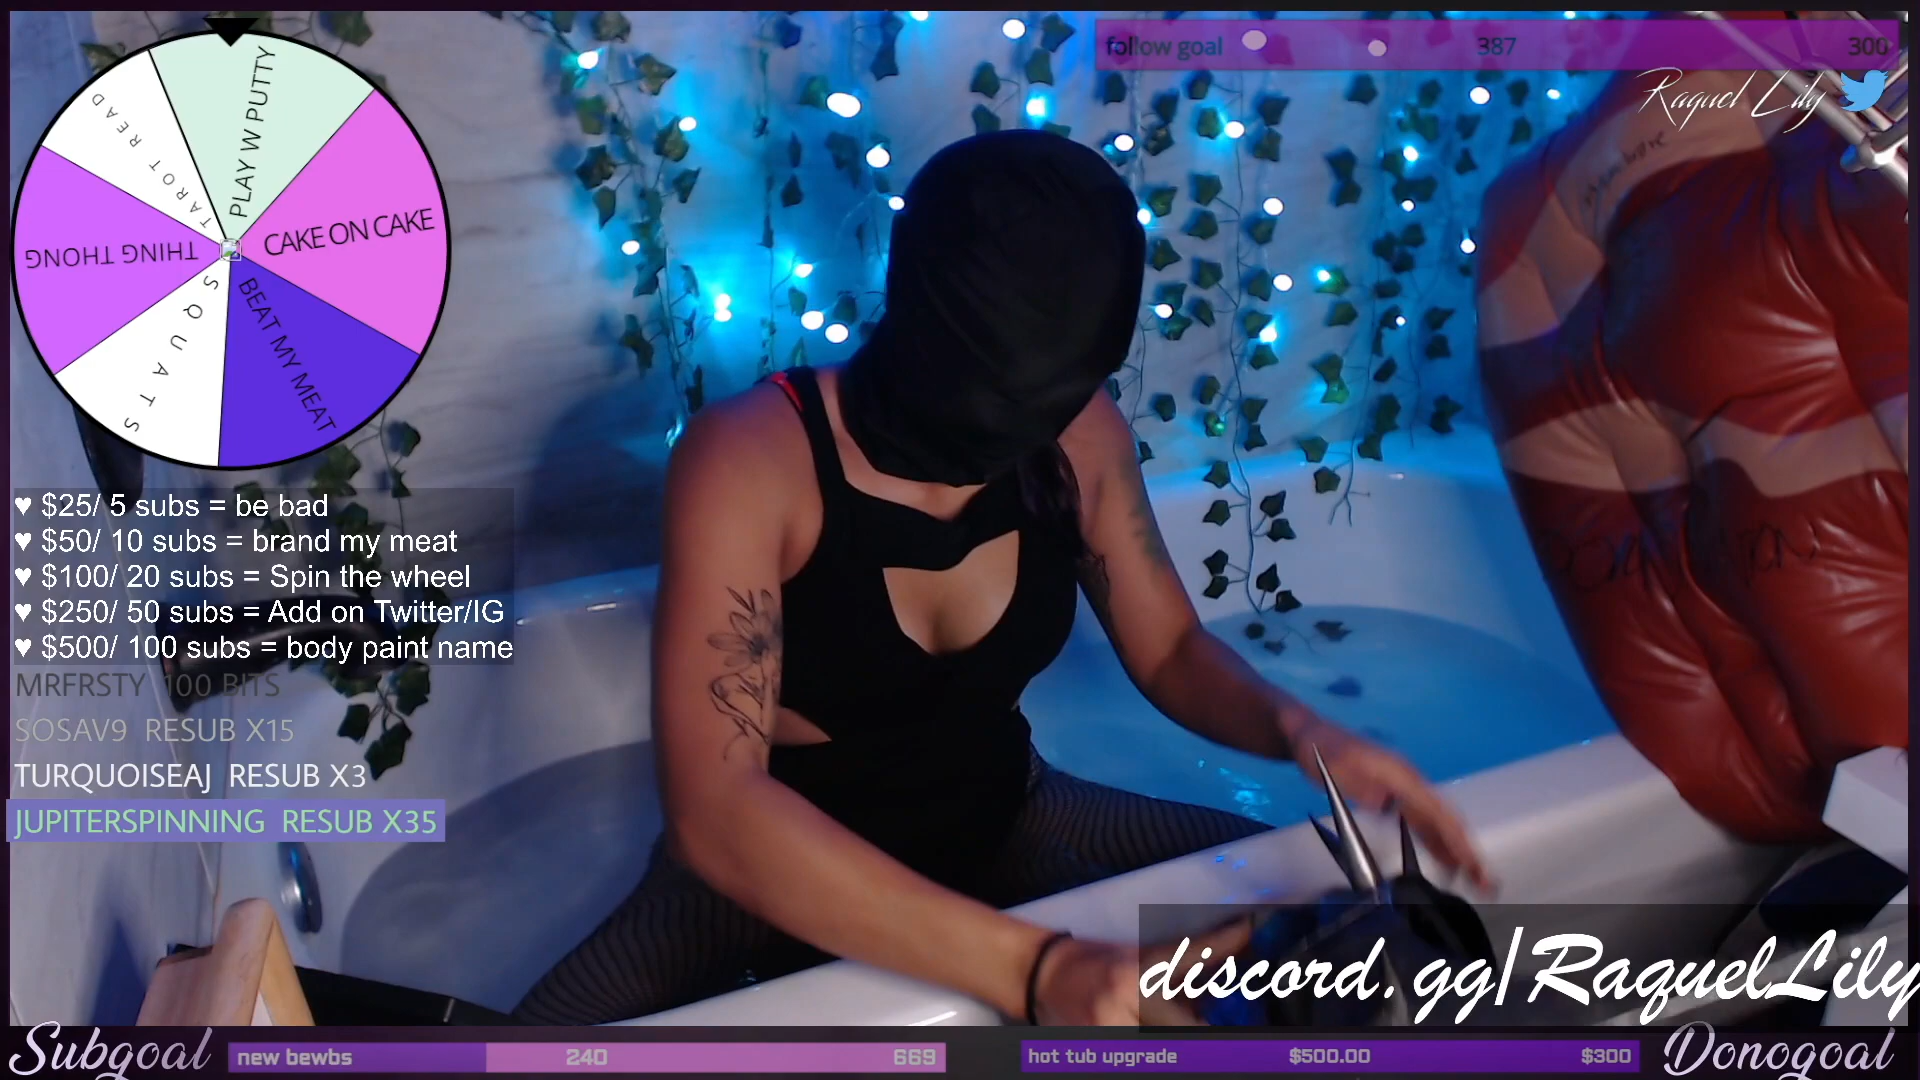 follow goal 387 300
Raquel Lily
PLAY W PUTTY
CAKE ON CAKE
BEAT MY MEAT
SQUATS
THING THONG
TAROT READ
♥ $25/ 5 subs = be bad
♥ $50/ 10 subs = brand my meat
♥ $100/ 20 subs = Spin the wheel
♥ $250/ 50 subs = Add on Twitter/IG
♥ $500/ 100 subs = body paint name
MRFRSTY 100 BITS
SOSAV9 RESUB X15
TURQUOISEAJ RESUB X3
JUPITERSPINNING RESUB X35
discord.gg/RaquelLily
Subgoal new bewbs 240 669
hot tub upgrade $500.00 $300 Donogoal